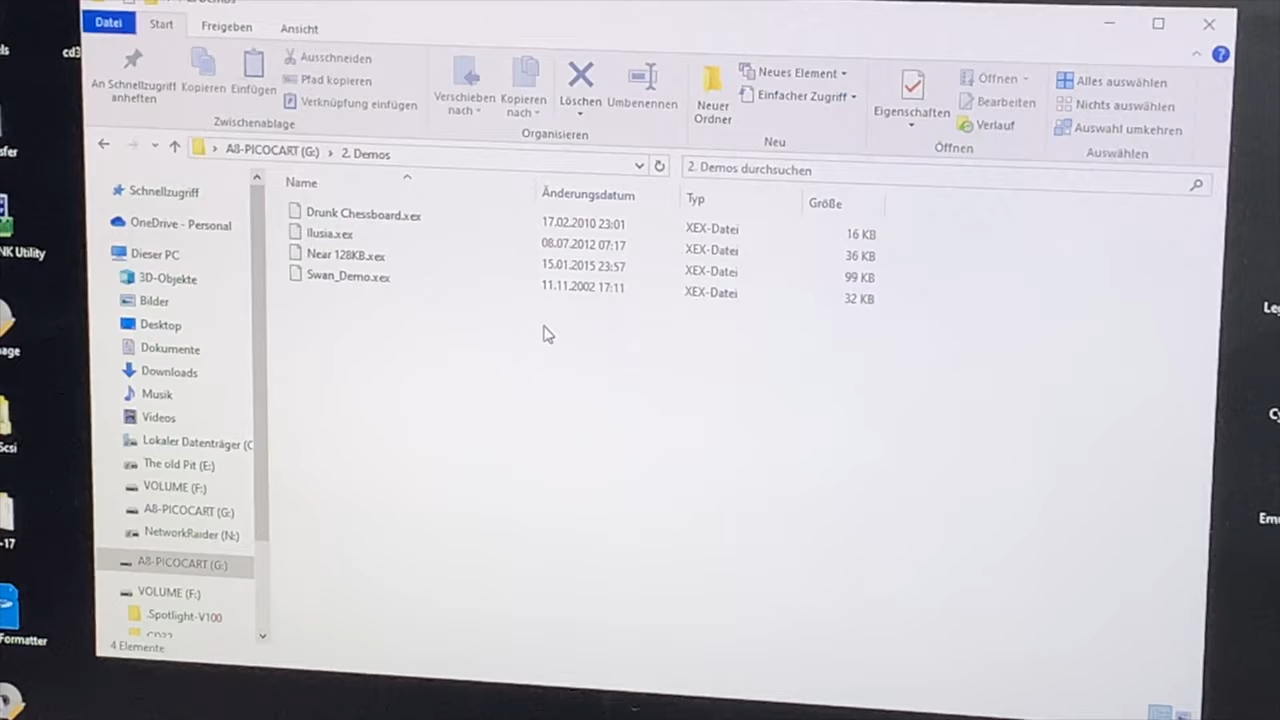 Datei Start Freigeben Ansicht
An Schnellzugriff anheften
Kopieren
Einfügen
Ausschneiden
Pfad kopieren
Verknüpfung einfügen
Zwischenablage
Verschieben nach
Kopieren nach
Löschen
Umbenennen
Organisieren
Neuer Ordner
Neues Element
Einfacher Zugriff
Neu
Eigenschaften
Öffnen
Bearbeiten
Verlauf
Öffnen
Alles auswählen
Nichts auswählen
Auswahl umkehren
Auswählen
A8-PICOCART (G:) › 2. Demos
2. Demos durchsuchen
Name Änderungsdatum Typ Größe
Drunk Chessboard.xex 17.02.2010 23:01 XEX-Datei 16 KB
Ilusia.xex 08.07.2012 07:17 XEX-Datei 36 KB
Near 128KB.xex 15.01.2015 23:57 XEX-Datei 99 KB
Swan_Demo.xex 11.11.2002 17:11 XEX-Datei 32 KB
Schnellzugriff
OneDrive - Personal
Dieser PC
3D-Objekte
Bilder
Desktop
Dokumente
Downloads
Musik
Videos
Lokaler Datenträger (C
The old Pit (E:)
VOLUME (F:)
A8-PICOCART (G:)
NetworkRaider (N:)
A8-PICOCART (G:)
VOLUME (F:)
.Spotlight-V100
4 Elemente
cd3
NK Utility
Formatter